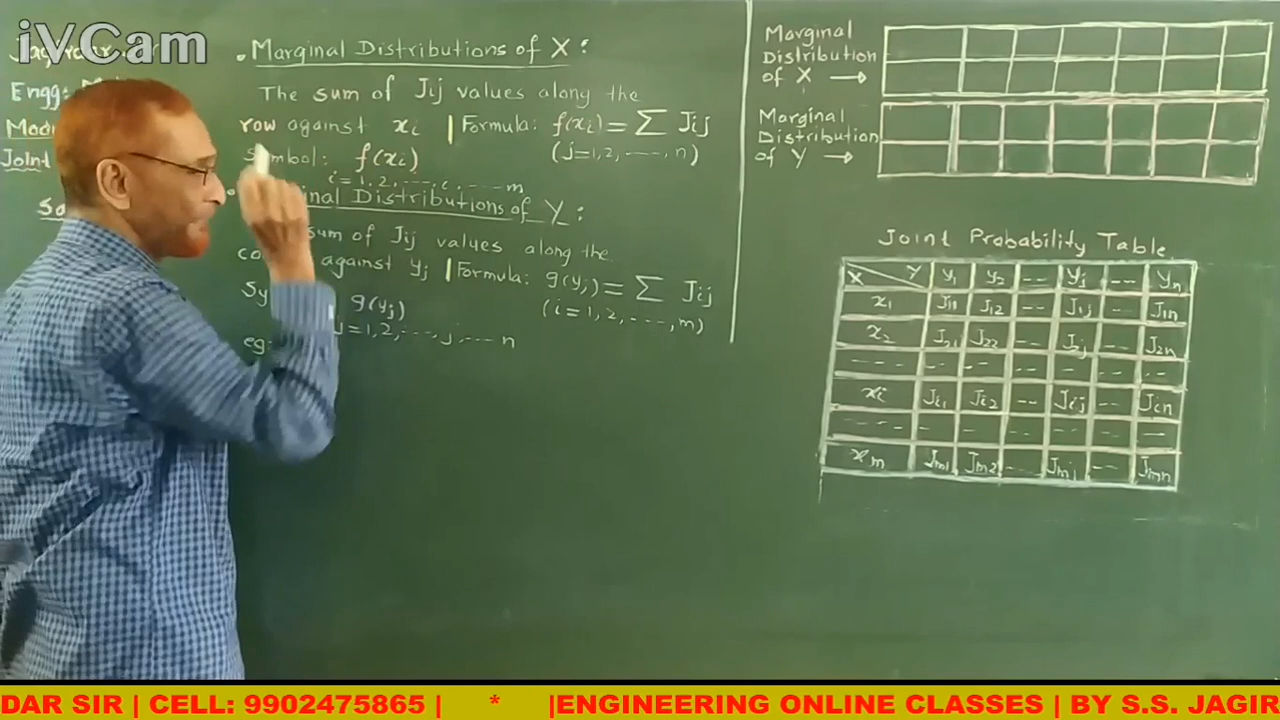 iVCam
Engg:
Joint
. Marginal Distributions of X :
The sum of Jij values along the
row against xi | Formula: f(xi) = Σ Jij
(j=1,2,-----,n)
Symbol: f(xi)
i=1,2,---,i,----m
Distributions of Y :
sum of Jij values along the
against yj | Formula: g(yj) = Σ Jij
(i=1,2,----,m)
g(yj)
j=1,2,----,j,----n
eg:
Marginal
Distribution
of X →
Marginal
Distribution
of Y →
Joint Probability Table
X Y y1 y2 -- yj -- yn
x1 J11 J12 -- J1j -- J1n
x2 J21 J22 -- J2j -- J2n
---- -- -- -- -- -- --
xi Ji1 Ji2 -- Jij -- Jin
---- -- -- -- -- -- --
xm Jm1 Jm2 --- Jmj -- Jmn
DAR SIR | CELL: 9902475865 | * |ENGINEERING ONLINE CLASSES | BY S.S. JAGIR